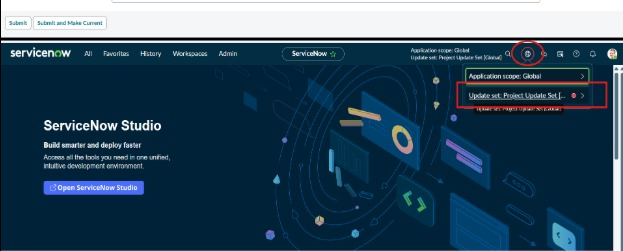 Submit Submit and Make Current
servicenow All Favorites History Workspaces Admin ServiceNow Application scope: Global
Update set: Project Update Set [Global]
Application scope: Global
Update set: Project Update Set [...
Update set: Project Update Set [Global]
ServiceNow Studio
Build smarter and deploy faster
Access all the tools you need in one unified,
intuitive development environment.
Open ServiceNow Studio